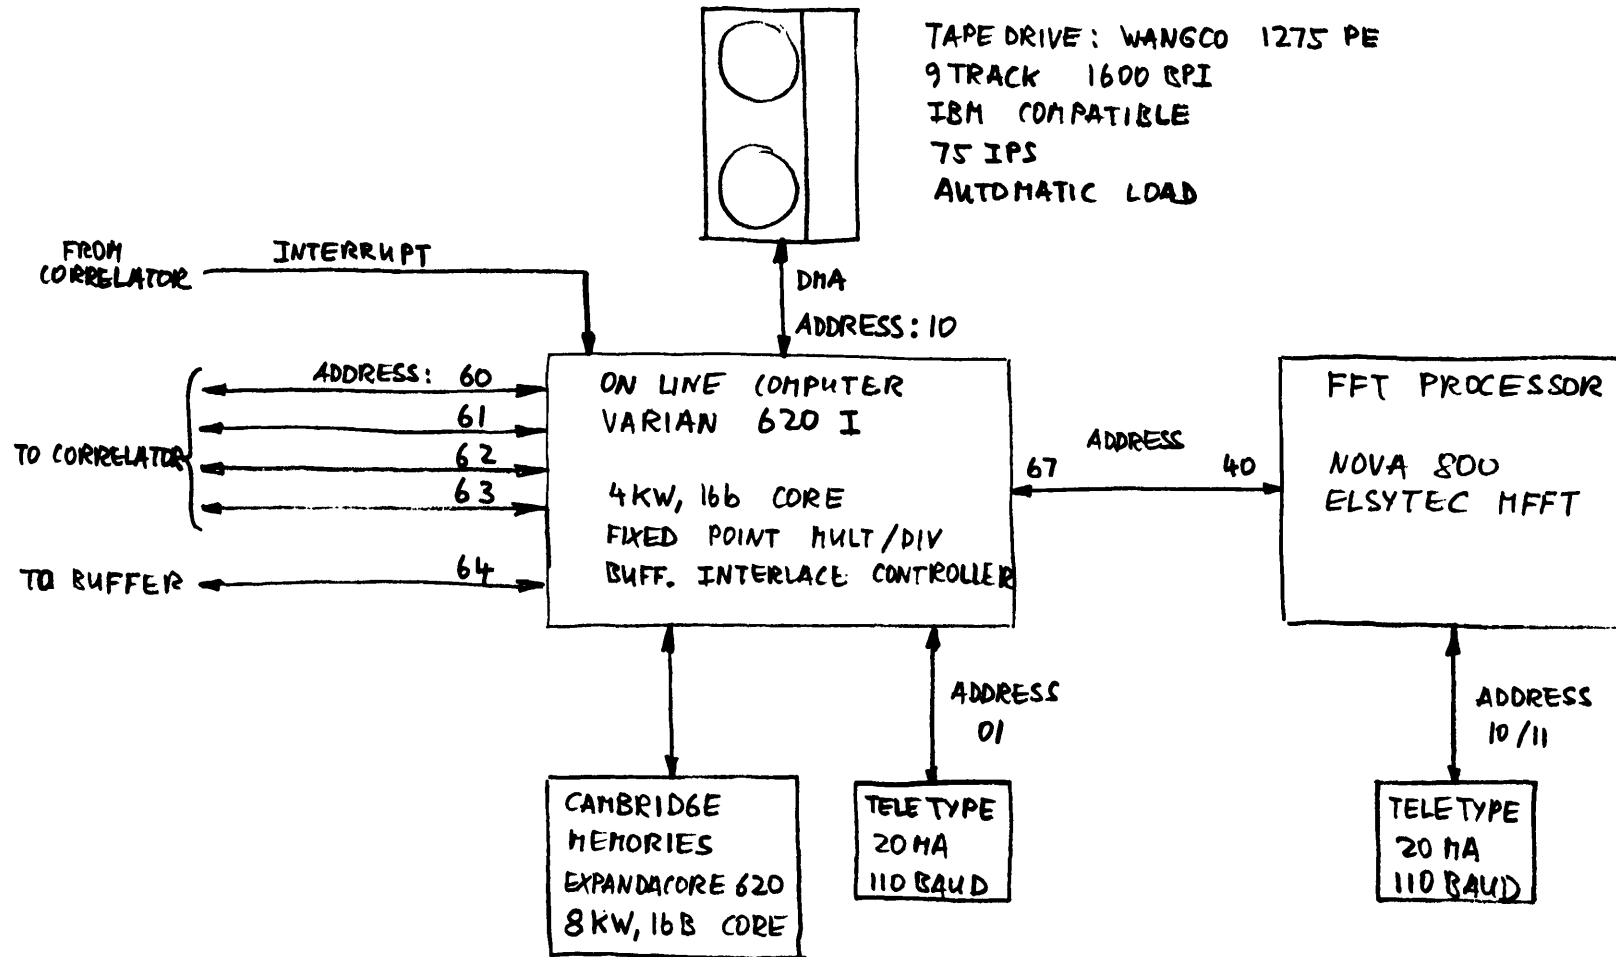 TAPE DRIVE: WANGCO 1275 PE
9 TRACK 1600 BPI
IBM COMPATIBLE
75 IPS
AUTOMATIC LOAD
FROM
CORRELATOR
INTERRUPT
DMA
ADDRESS: 10
TO CORRELATOR
ADDRESS: 60
61
62
63
TO BUFFER
64
ON LINE COMPUTER
VARIAN 620 I
4KW, 16b CORE
FIXED POINT MULT/DIV
BUFF. INTERLACE CONTROLLER
ADDRESS
67 40
FFT PROCESSOR
NOVA 800
ELSYTEC MFFT
ADDRESS
01
ADDRESS
10/11
CAMBRIDGE
MEMORIES
EXPANDACORE 620
8KW, 16B CORE
TELETYPE
20 MA
110 BAUD
TELETYPE
20 MA
110 BAUD